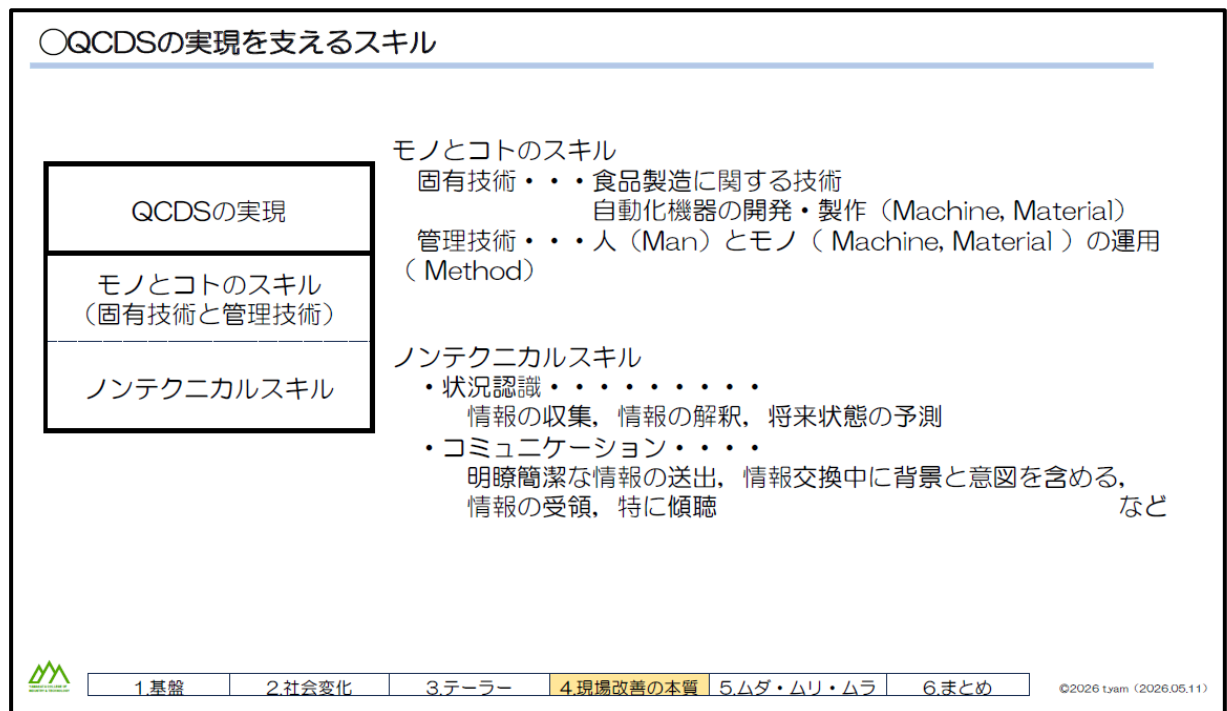 ○QCDSの実現を支えるスキル
QCDSの実現
モノとコトのスキル
（固有技術と管理技術）
ノンテクニカルスキル
モノとコトのスキル
固有技術・・・食品製造に関する技術
自動化機器の開発・製作（Machine, Material）
管理技術・・・人（Man）とモノ（ Machine, Material ）の運用
（ Method）
ノンテクニカルスキル
・状況認識・・・・・・・・・
情報の収集，情報の解釈，将来状態の予測
・コミュニケーション・・・・
明瞭簡潔な情報の送出，情報交換中に背景と意図を含める，
情報の受領，特に傾聴 など
1.基盤 2.社会変化 3.テーラー 4.現場改善の本質 5.ムダ・ムリ・ムラ 6.まとめ
©2026 t.yam（2026.05.11）